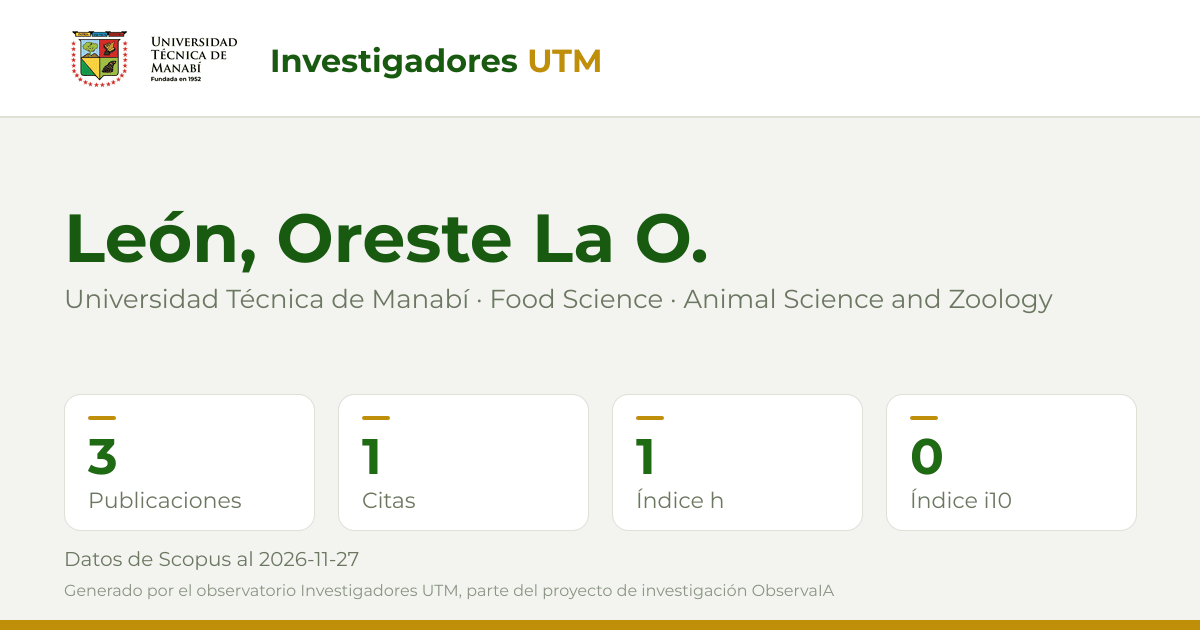 UNIVERSIDAD
TÉCNICA DE
MANABÍ
Fundada en 1952
Investigadores UTM
León, Oreste La O.
Universidad Técnica de Manabí · Food Science · Animal Science and Zoology
3
Publicaciones
1
Citas
1
Índice h
0
Índice i10
Datos de Scopus al 2026-11-27
Generado por el observatorio Investigadores UTM, parte del proyecto de investigación ObservaIA